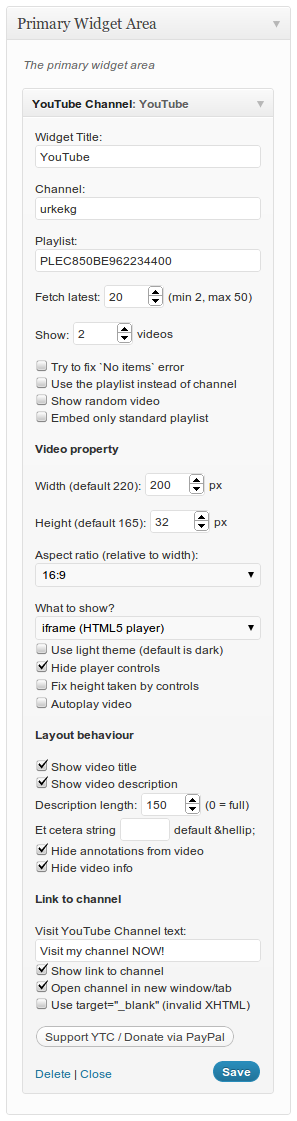 Primary Widget Area
The primary widget area
YouTube Channel: YouTube
Widget Title:
YouTube
Channel:
urkekg
Playlist:
PLEC850BE962234400
Fetch latest: 20 (min 2, max 50)
Show: 2 videos
Try to fix `No items` error
Use the playlist instead of channel
Show random video
Embed only standard playlist
Video property
Width (default 220): 200 px
Height (default 165): 32 px
Aspect ratio (relative to width):
16:9
What to show?
iframe (HTML5 player)
Use light theme (default is dark)
Hide player controls
Fix height taken by controls
Autoplay video
Layout behaviour
Show video title
Show video description
Description length: 150 (0 = full)
Et cetera string default &hellip;
Hide annotations from video
Hide video info
Link to channel
Visit YouTube Channel text:
Visit my channel NOW!
Show link to channel
Open channel in new window/tab
Use target="_blank" (invalid XHTML)
Support YTC / Donate via PayPal
Delete | Close Save